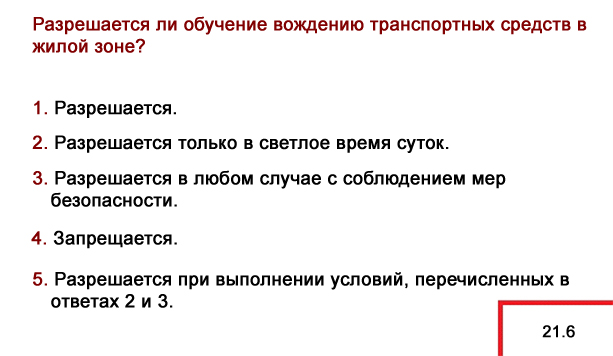 Разрешается ли обучение вождению транспортных средств в
жилой зоне?
1. Разрешается.
2. Разрешается только в светлое время суток.
3. Разрешается в любом случае с соблюдением мер
безопасности.
4. Запрещается.
5. Разрешается при выполнении условий, перечисленных в
ответах 2 и 3.
21.6